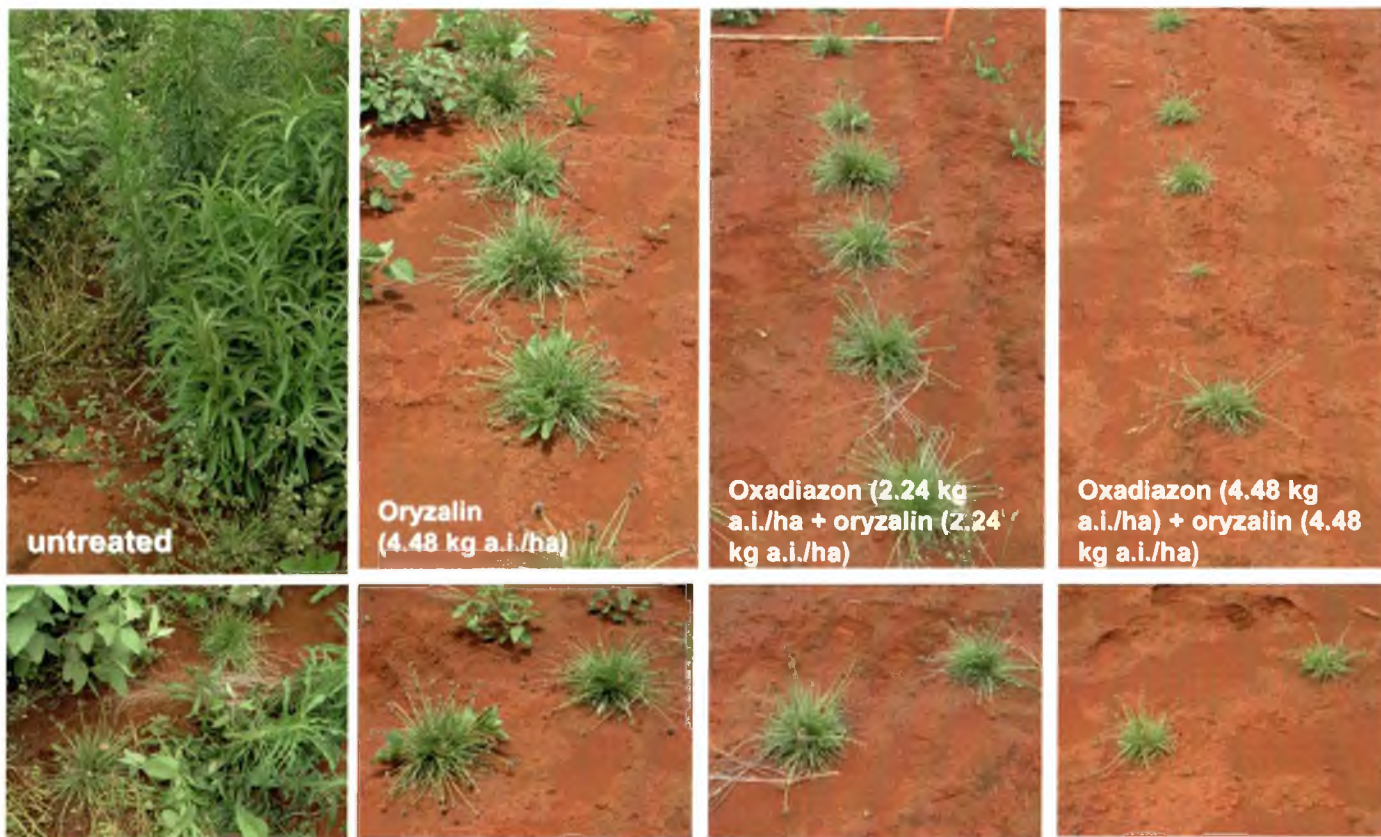 untreated
Oryzalin
(4.48 kg a.i./ha)
Oxadiazon (2.24 kg
a.i./ha + oryzalin (2.24
kg a.i./ha)
Oxadiazon (4.48 kg
a.i./ha) + oryzalin (4.48
kg a.i./ha)